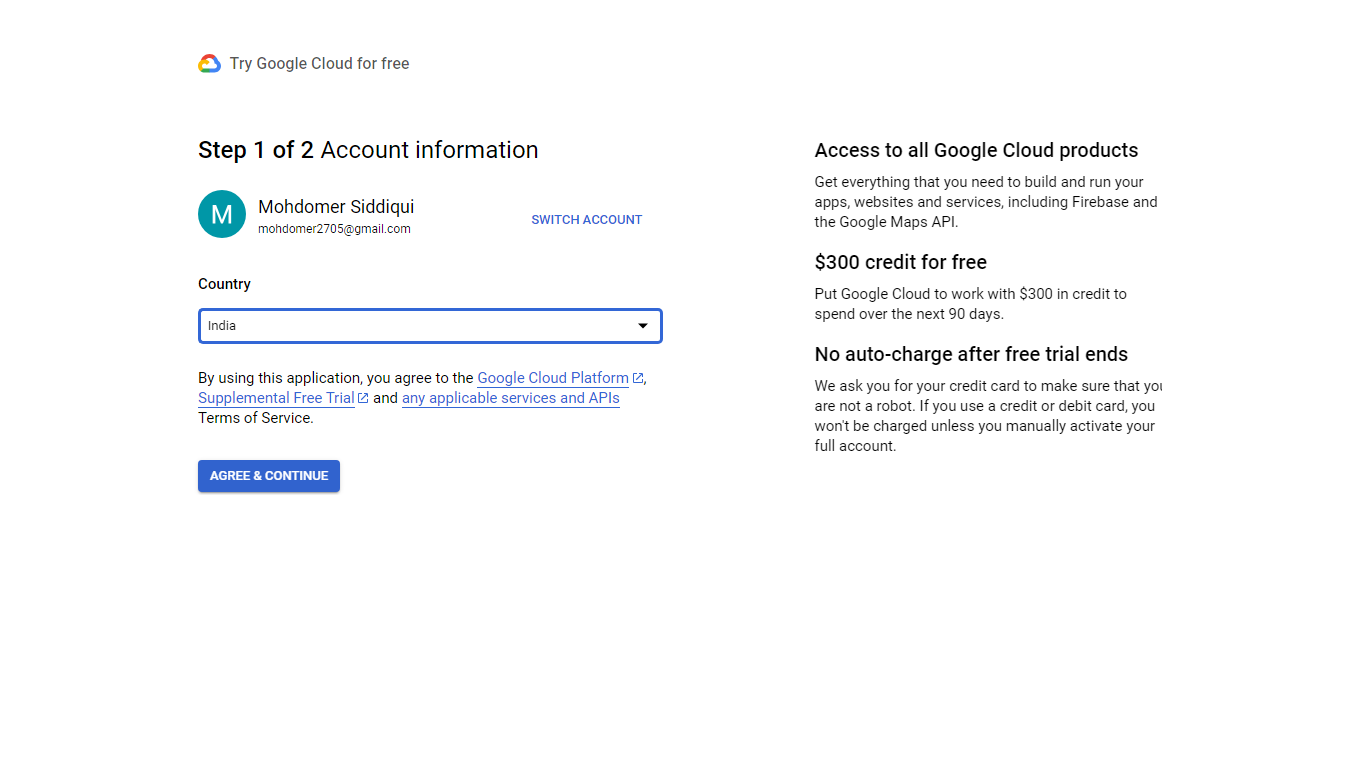 Try Google Cloud for free
Step 1 of 2 Account information
M
Mohdomer Siddiqui
mohdomer2705@gmail.com
SWITCH ACCOUNT
Country
India
By using this application, you agree to the Google Cloud Platform,
Supplemental Free Trial and any applicable services and APIs
Terms of Service.
AGREE & CONTINUE
Access to all Google Cloud products
Get everything that you need to build and run your
apps, websites and services, including Firebase and
the Google Maps API.
$300 credit for free
Put Google Cloud to work with $300 in credit to
spend over the next 90 days.
No auto-charge after free trial ends
We ask you for your credit card to make sure that you
are not a robot. If you use a credit or debit card, you
won't be charged unless you manually activate your
full account.